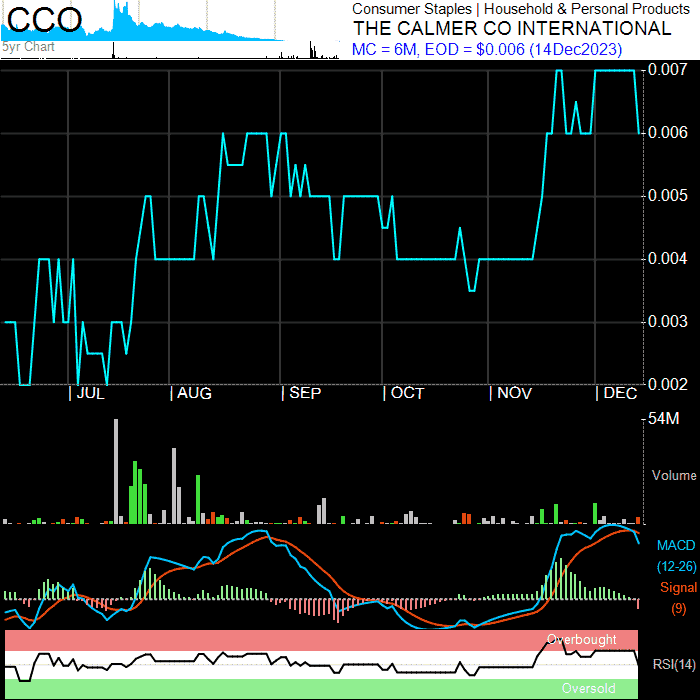 CCO
5yr Chart
Consumer Staples | Household & Personal Products
THE CALMER CO INTERNATIONAL
MC = 6M, EOD = $0.006 (14Dec2023)
0.007
0.006
0.005
0.004
0.003
0.002
JUL AUG SEP OCT NOV DEC
54M
Volume
MACD
(12-26)
Signal
(9)
Overbought
RSI(14)
Oversold